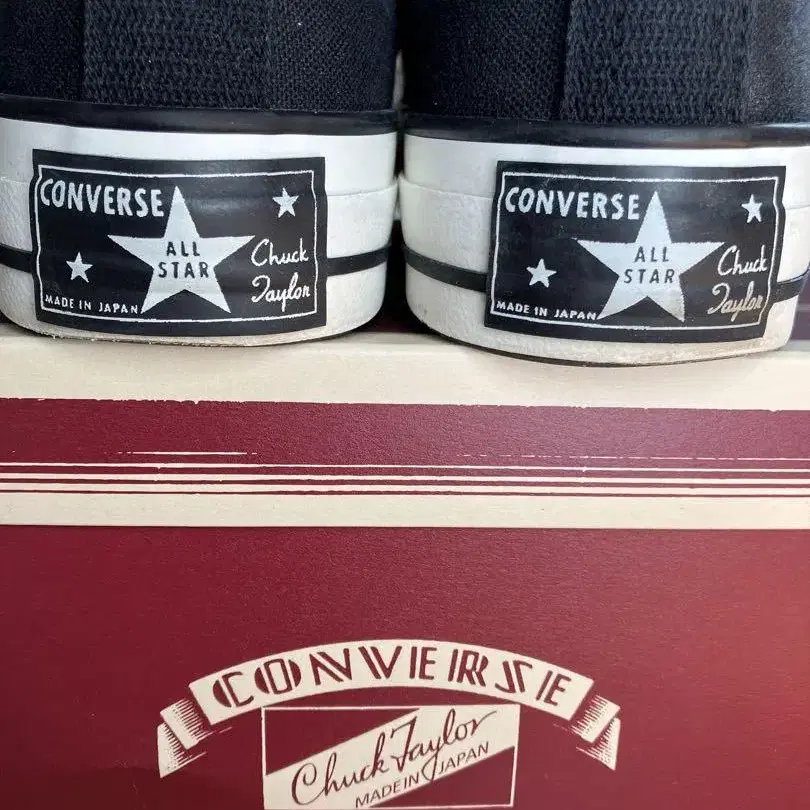 CONVERSE
ALL
STAR
Chuck
Taylor
MADE IN JAPAN
CONVERSE
ALL
STAR
Chuck
Taylor
MADE IN JAPAN
CONVERSE
Chuck Taylor
MADE IN JAPAN